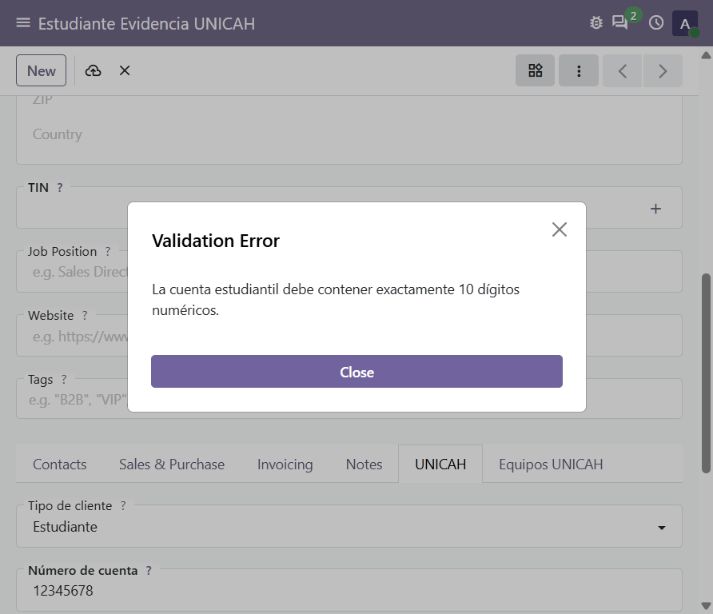 Estudiante Evidencia UNICAH
2
A
New
ZIP
Country
TIN ?
Job Position ?
e.g. Sales Direct
Website ?
e.g. https://www
Tags ?
e.g. "B2B", "VIP",
Validation Error
La cuenta estudiantil debe contener exactamente 10 dígitos
numéricos.
Close
Contacts Sales & Purchase Invoicing Notes UNICAH Equipos UNICAH
Tipo de cliente ?
Estudiante
Número de cuenta ?
12345678